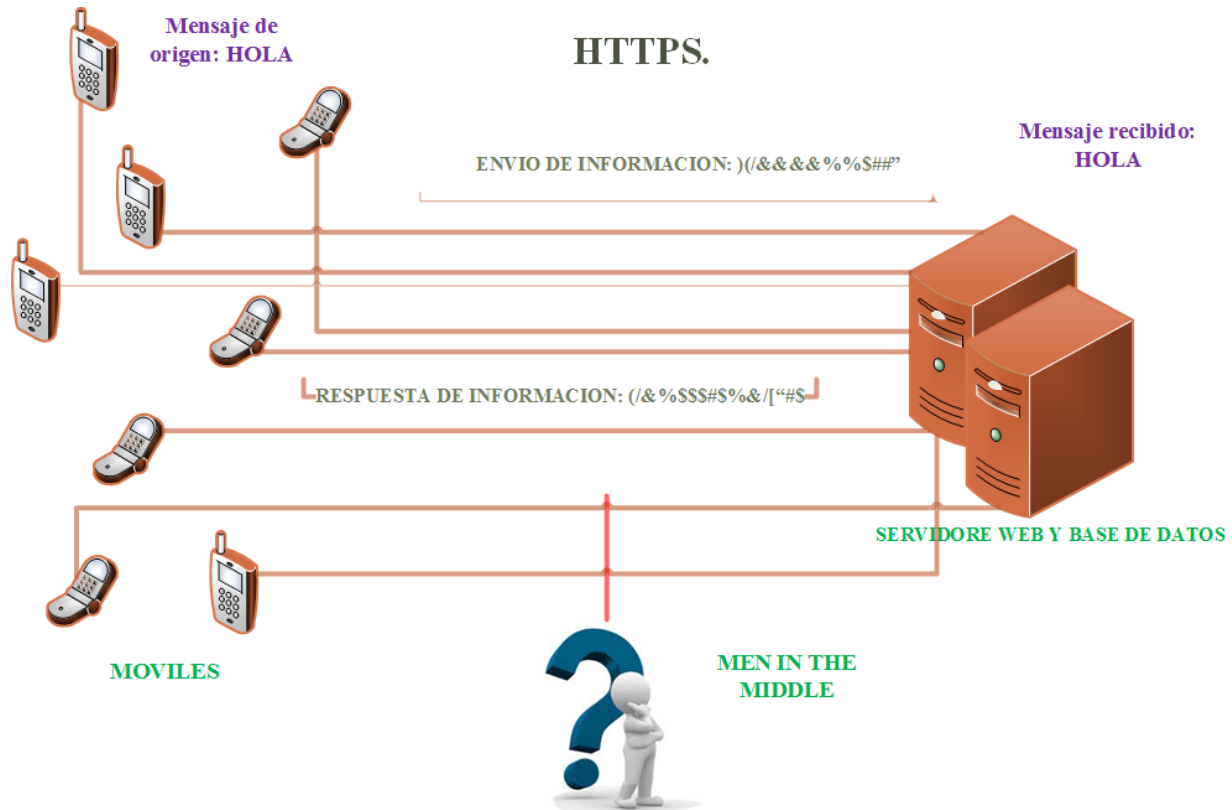 Mensaje de
origen: HOLA
HTTPS.
Mensaje recibido:
HOLA
ENVIO DE INFORMACION: )(/&&&&%%$##”
RESPUESTA DE INFORMACION: (/&%$$$#$%&/[“#$
SERVIDORE WEB Y BASE DE DATOS
MOVILES
MEN IN THE
MIDDLE